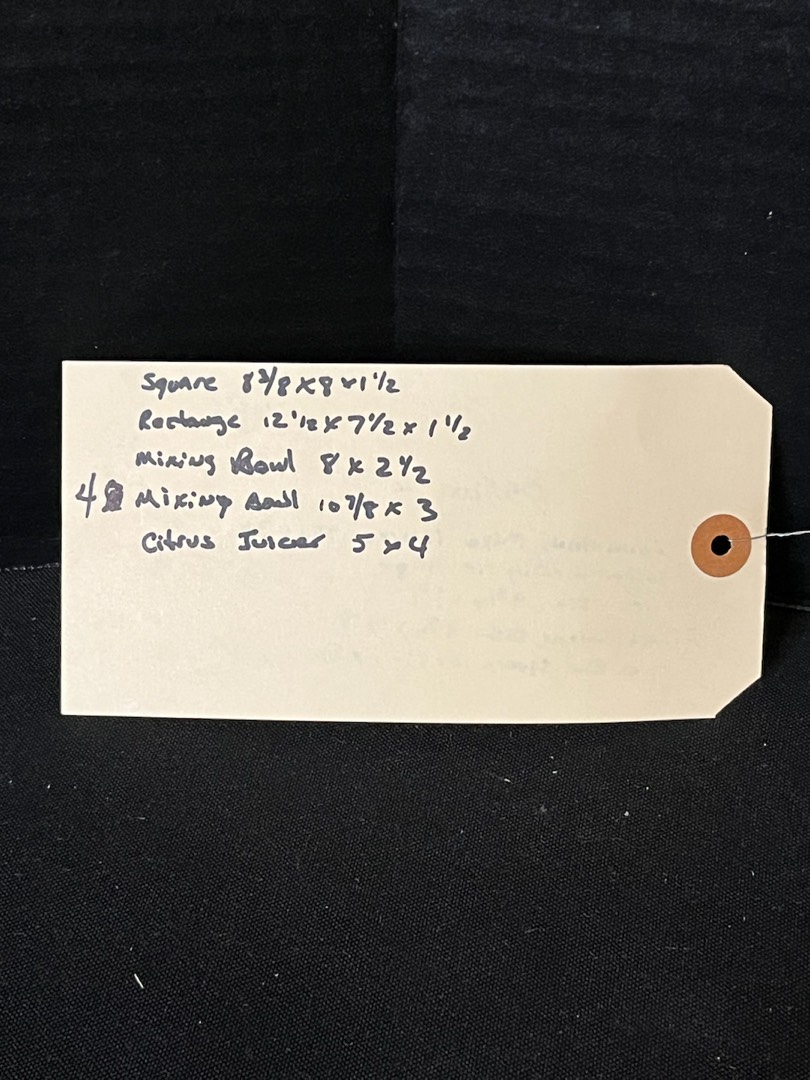 Square 8 3/8 x 8 x 1 1/2
Rectange 12 1/2 x 7 1/2 x 1 1/2
Mixing Bowl 8 x 2 1/2
4 Mixing Bowl 10 7/8 x 3
Citrus Juicer 5 x 4